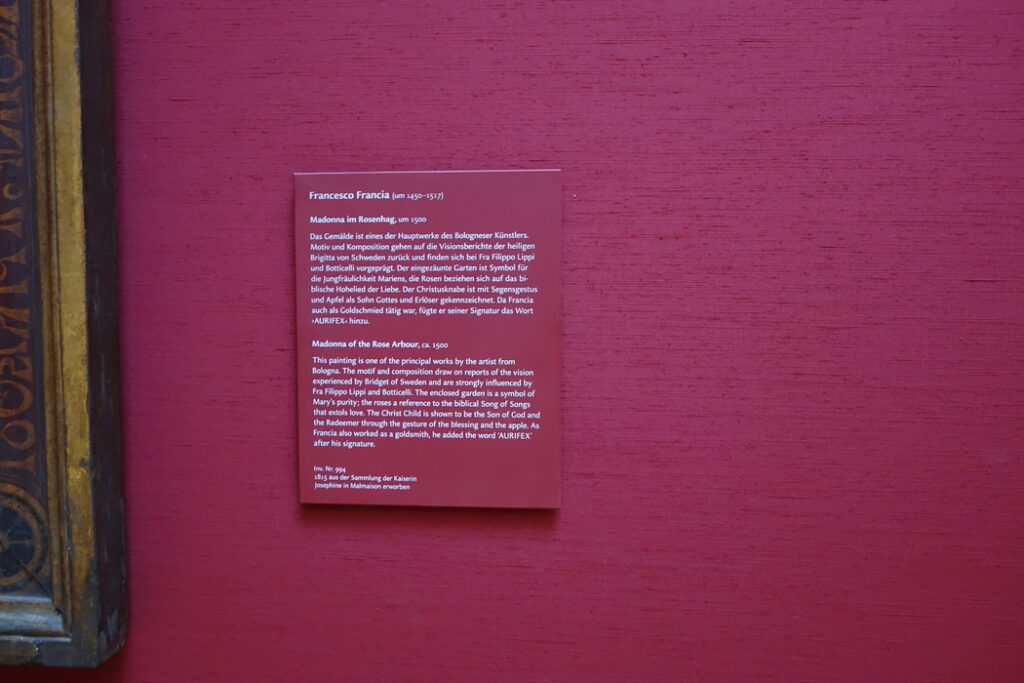 Francesco Francia (um 1450–1517)
Madonna im Rosenhag, um 1500
Das Gemälde ist eines der Hauptwerke des Bologneser Künstlers.
Motiv und Komposition gehen auf die Visionsberichte der heiligen
Brigitta von Schweden zurück und finden sich bei Fra Filippo Lippi
und Botticelli vorgeprägt. Der eingezäunte Garten ist Symbol für
die Jungfräulichkeit Mariens, die Rosen beziehen sich auf das bi-
blische Hohelied der Liebe. Der Christusknabe ist mit Segensgestus
und Apfel als Sohn Gottes und Erlöser gekennzeichnet. Da Francia
auch als Goldschmied tätig war, fügte er seiner Signatur das Wort
›AURIFEX‹ hinzu.
Madonna of the Rose Arbour, ca. 1500
This painting is one of the principal works by the artist from
Bologna. The motif and composition draw on reports of the vision
experienced by Bridget of Sweden and are strongly influenced by
Fra Filippo Lippi and Botticelli. The enclosed garden is a symbol of
Mary's purity; the roses a reference to the biblical Song of Songs
that extols love. The Christ Child is shown to be the Son of God and
the Redeemer through the gesture of the blessing and the apple. As
Francia also worked as a goldsmith, he added the word 'AURIFEX'
after his signature.
Inv. Nr. 994
1815 aus der Sammlung der Kaiserin
Josephine in Malmaison erworben